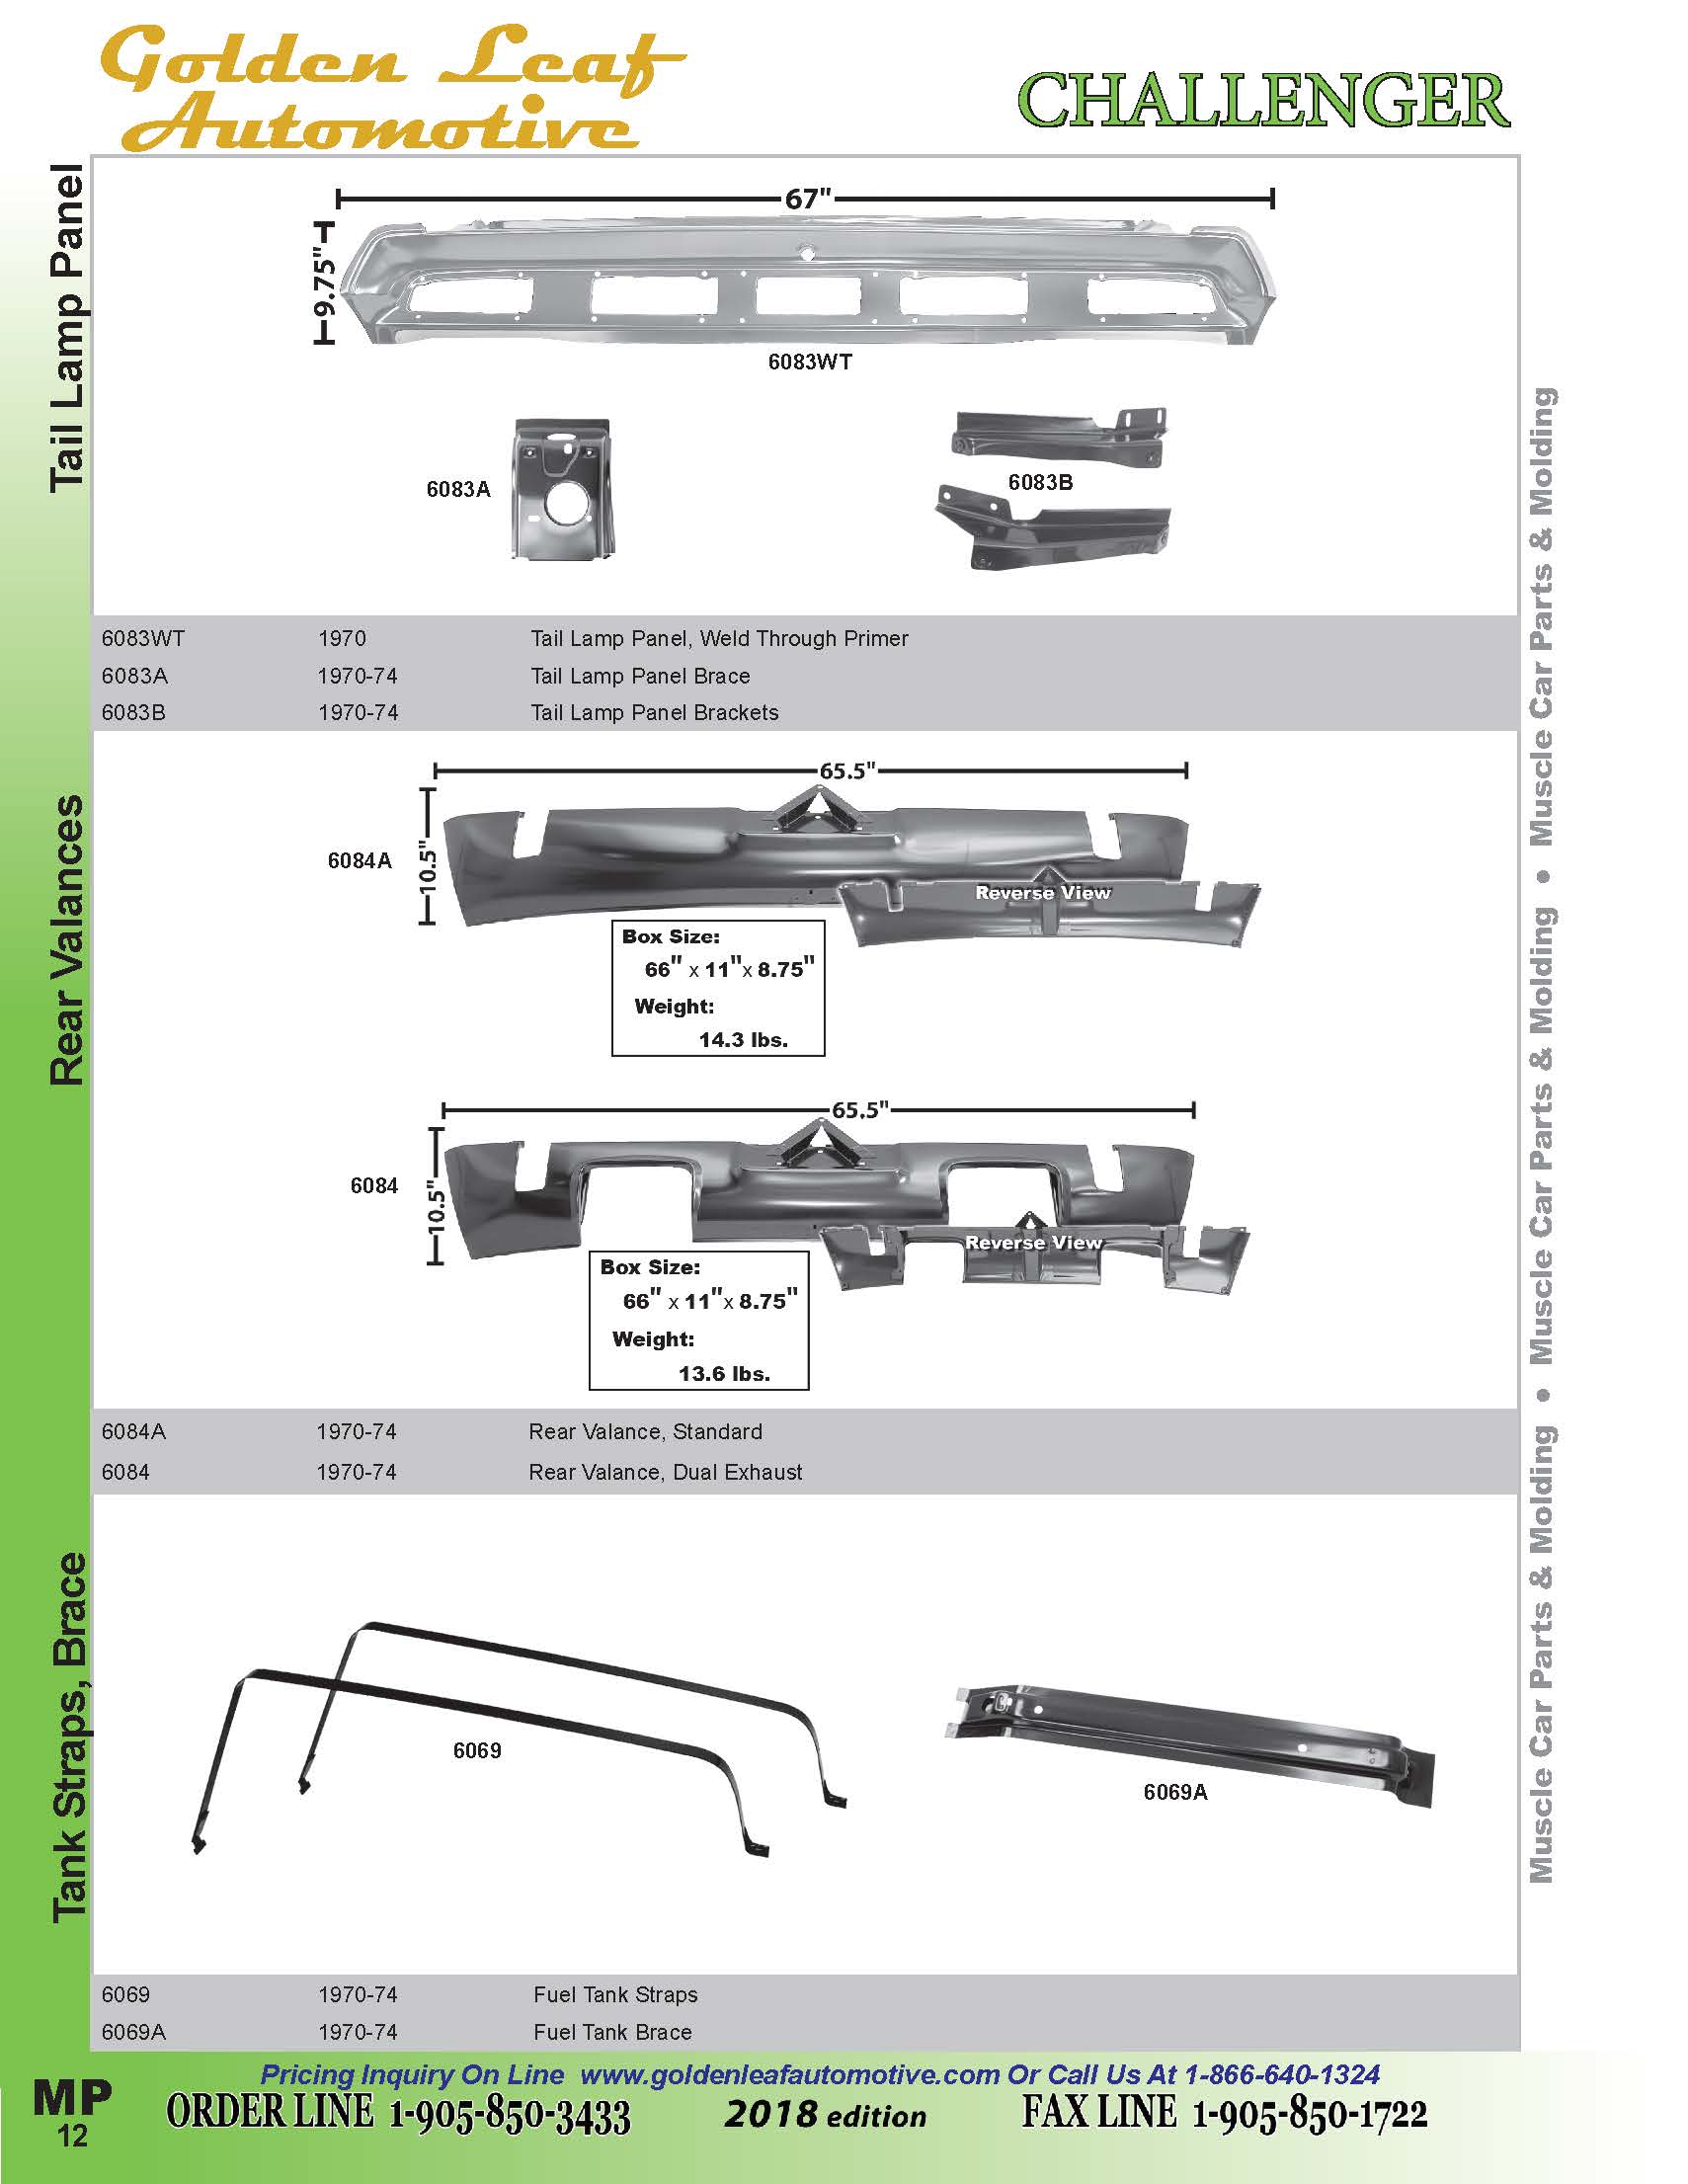 Golden Leaf
Automotive
CHALLENGER
Tail Lamp Panel
67"
9.75"
6083WT
6083A
6083B
6083WT 1970 Tail Lamp Panel, Weld Through Primer
6083A 1970-74 Tail Lamp Panel Brace
6083B 1970-74 Tail Lamp Panel Brackets
Rear Valances
65.5"
10.5"
6084A
Reverse View
Box Size:
66" x 11"x 8.75"
Weight:
14.3 lbs.
65.5"
10.5"
6084
Reverse View
Box Size:
66" x 11"x 8.75"
Weight:
13.6 lbs.
6084A 1970-74 Rear Valance, Standard
6084 1970-74 Rear Valance, Dual Exhaust
Tank Straps, Brace
6069
6069A
6069 1970-74 Fuel Tank Straps
6069A 1970-74 Fuel Tank Brace
Muscle Car Parts & Molding • Muscle Car Parts & Molding • Muscle Car Parts & Molding
Pricing Inquiry On Line www.goldenleafautomotive.com Or Call Us At 1-866-640-1324
MP
12
ORDER LINE 1-905-850-3433 2018 edition FAX LINE 1-905-850-1722